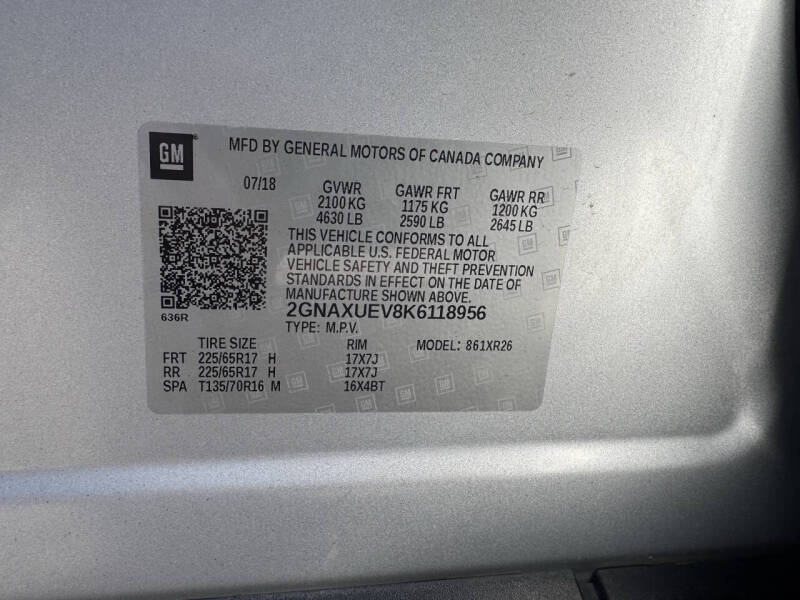 GM
MFD BY GENERAL MOTORS OF CANADA COMPANY
07/18 GVWR GAWR FRT GAWR RR
2100 KG 1175 KG 1200 KG
4630 LB 2590 LB 2645 LB
THIS VEHICLE CONFORMS TO ALL
APPLICABLE U.S. FEDERAL MOTOR
VEHICLE SAFETY AND THEFT PREVENTION
STANDARDS IN EFFECT ON THE DATE OF
MANUFACTURE SHOWN ABOVE.
636R
2GNAXUEV8K6118956
TYPE: M.P.V.
TIRE SIZE RIM MODEL: 861XR26
FRT 225/65R17 H 17X7J
RR 225/65R17 H 17X7J
SPA T135/70R16 M 16X4BT